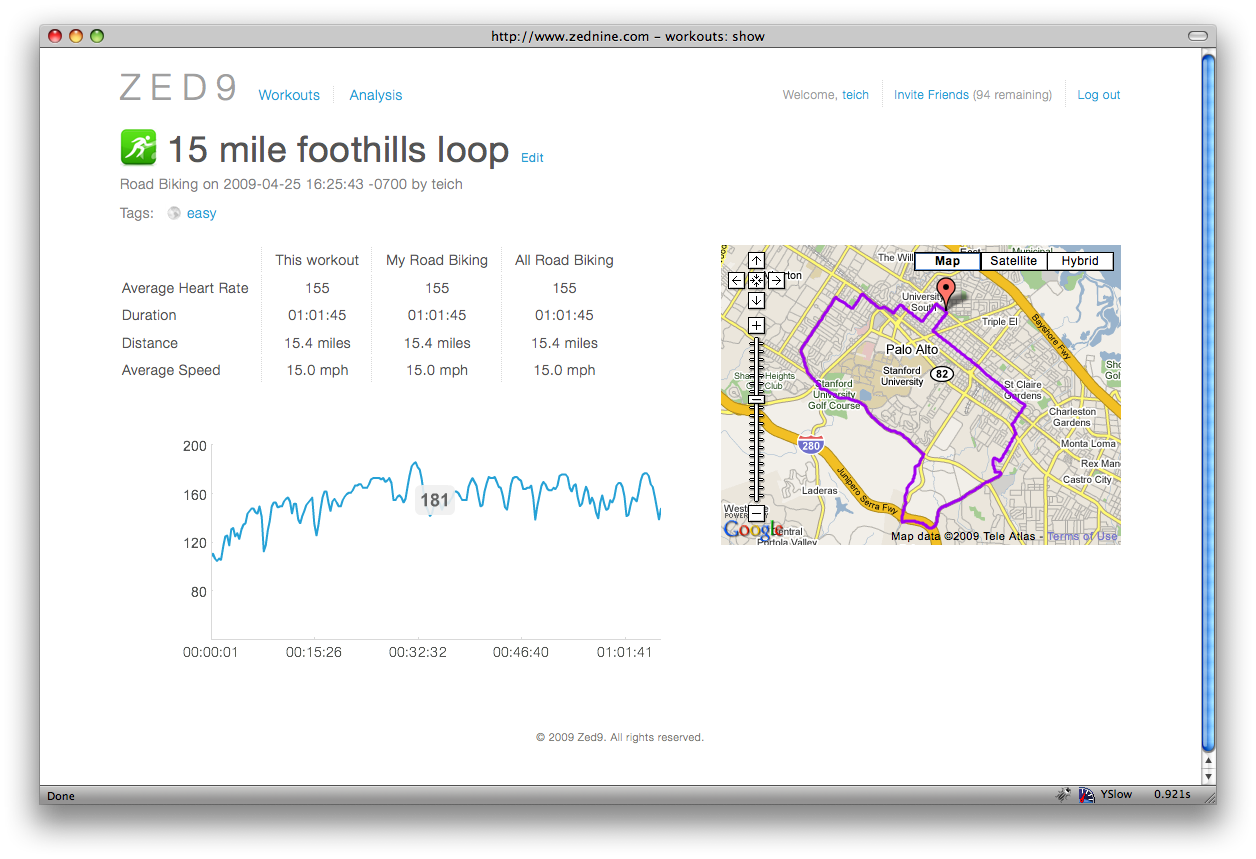 http://www.zednine.com – workouts: show
ZED9 Workouts Analysis Welcome, teich Invite Friends (94 remaining) Log out
15 mile foothills loop Edit
Road Biking on 2009-04-25 16:25:43 -0700 by teich
Tags: easy
This workout My Road Biking All Road Biking
Average Heart Rate 155 155 155
Duration 01:01:45 01:01:45 01:01:45
Distance 15.4 miles 15.4 miles 15.4 miles
Average Speed 15.0 mph 15.0 mph 15.0 mph
200
160
120
80
181
00:00:01 00:15:26 00:32:32 00:46:40 01:01:41
Map Satellite Hybrid
The Wil
University
South
Triple El
Bayshore Fwy
Palo Alto
Stanford
University
82
Stanford
University
Golf Course
St Claire
Gardens
Charleston
Gardens
280
Monta Loma
Rex Man
Castro City
Junipero Serra Fwy
Laderas
Google
Central
Portola Valley
Map data ©2009 Tele Atlas - Terms of Use
© 2009 Zed9. All rights reserved.
Done YSlow 0.921s